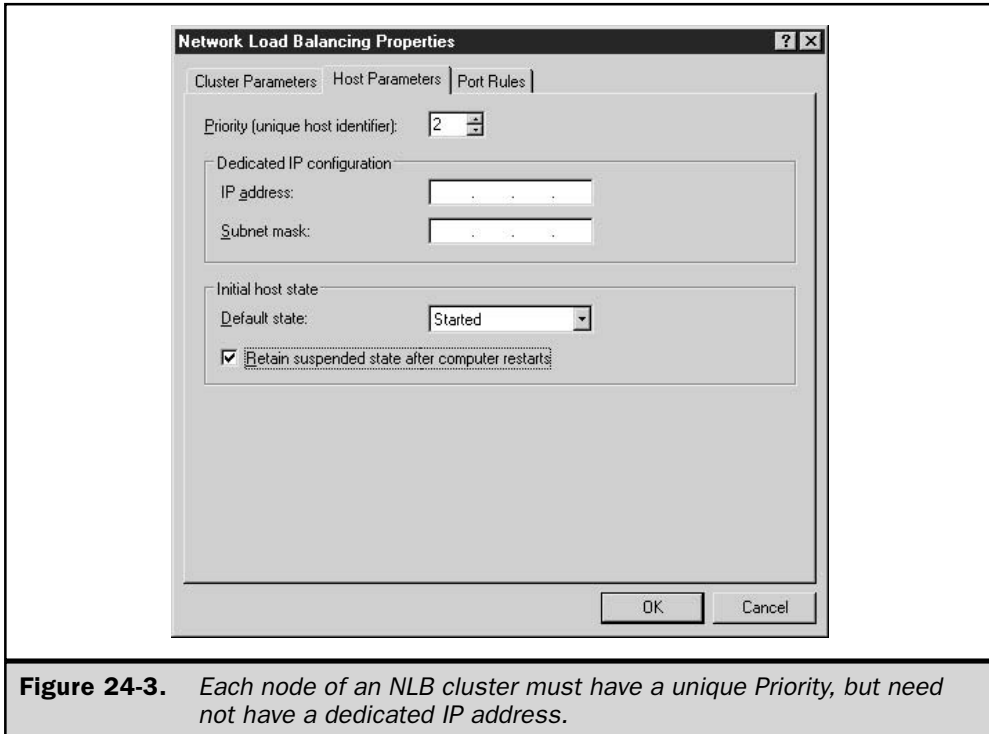 Network Load Balancing Properties
? X
Cluster Parameters Host Parameters Port Rules
Priority (unique host identifier): 2
Dedicated IP configuration
IP address: . . .
Subnet mask: . . .
Initial host state
Default state: Started
Retain suspended state after computer restarts
OK Cancel
Figure 24-3. Each node of an NLB cluster must have a unique Priority, but need
not have a dedicated IP address.